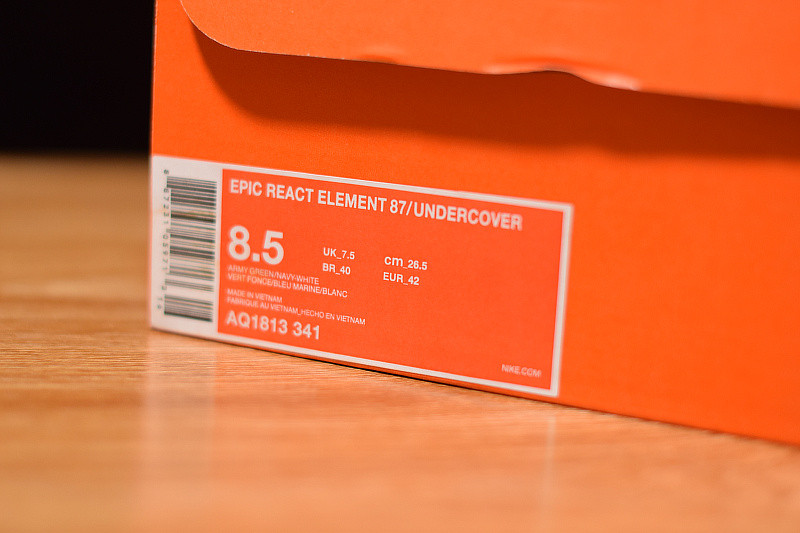 EPIC REACT ELEMENT 87/UNDERCOVER
8.5
UK_7.5
cm_26.5
BR_40
EUR_42
ARMY GREEN/NAVY-WHITE
VERT FONCE/BLEU MARINE/BLANC
MADE IN VIETNAM
FABRIQUE AU VIETNAM_HECHO EN VIETNAM
AQ1813 341
NIKE.COM